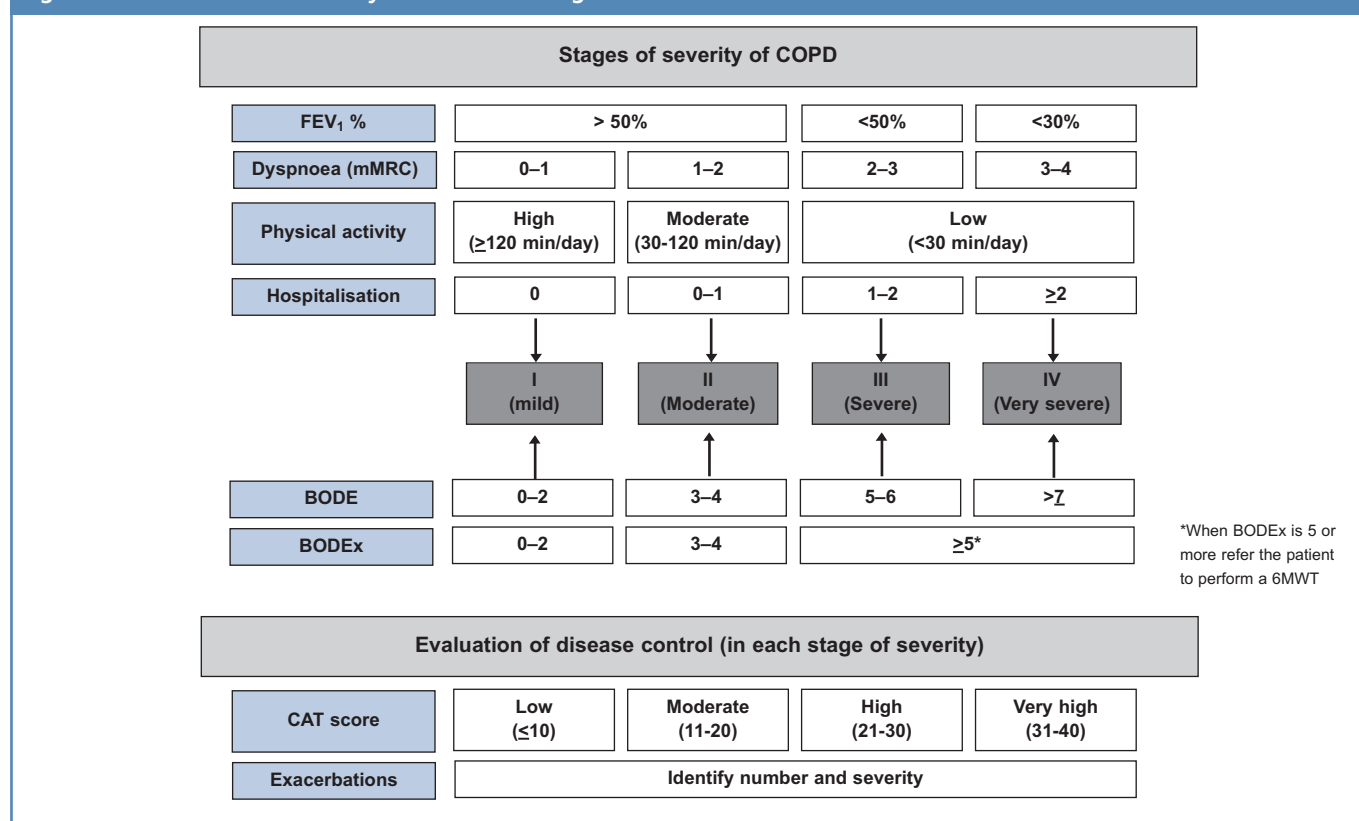 Stages of severity of COPD
FEV₁ % > 50% <50% <30%
Dyspnoea (mMRC) 0–1 1–2 2–3 3–4
Physical activity
High
(≥120 min/day)
Moderate
(30-120 min/day)
Low
(<30 min/day)
Hospitalisation 0 0–1 1–2 ≥2
I
(mild)
II
(Moderate)
III
(Severe)
IV
(Very severe)
BODE 0–2 3–4 5–6 >7
BODEx 0–2 3–4 ≥5*
*When BODEx is 5 or
more refer the patient
to perform a 6MWT
Evaluation of disease control (in each stage of severity)
CAT score
Low
(≤10)
Moderate
(11-20)
High
(21-30)
Very high
(31-40)
Exacerbations Identify number and severity